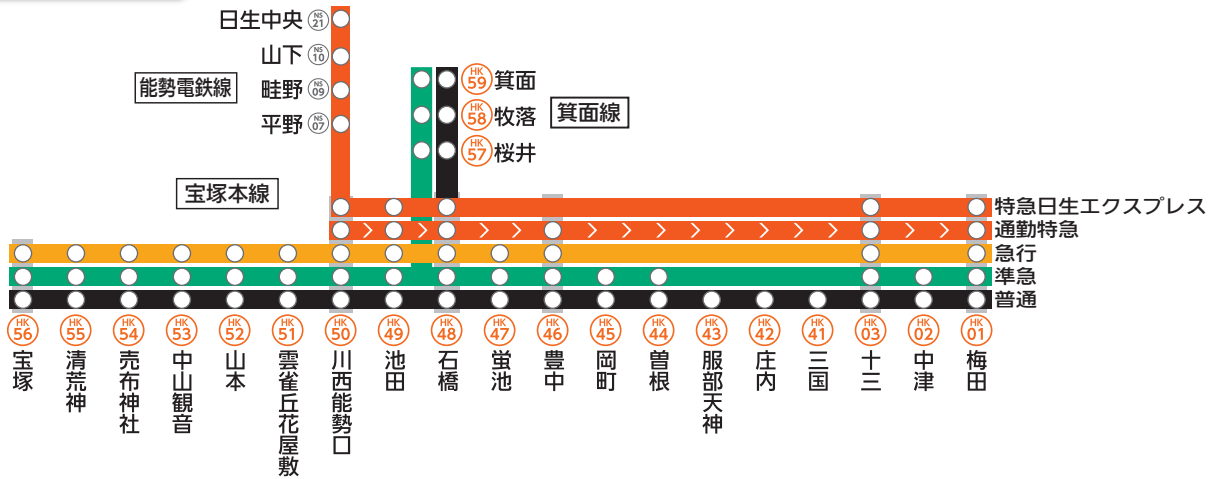 日生中央 NS 21
山下 NS 10
能勢電鉄線
畦野 NS 09
平野 NS 07
HK 59 箕面
HK 58 牧落
箕面線
HK 57 桜井
宝塚本線
特急日生エクスプレス
通勤特急
急行
準急
普通
HK 56 宝塚
HK 55 清荒神
HK 54 売布神社
HK 53 中山観音
HK 52 山本
HK 51 雲雀丘花屋敷
HK 50 川西能勢口
HK 49 池田
HK 48 石橋
HK 47 蛍池
HK 46 豊中
HK 45 岡町
HK 44 曽根
HK 43 服部天神
HK 42 庄内
HK 41 三国
HK 03 十三
HK 02 中津
HK 01 梅田